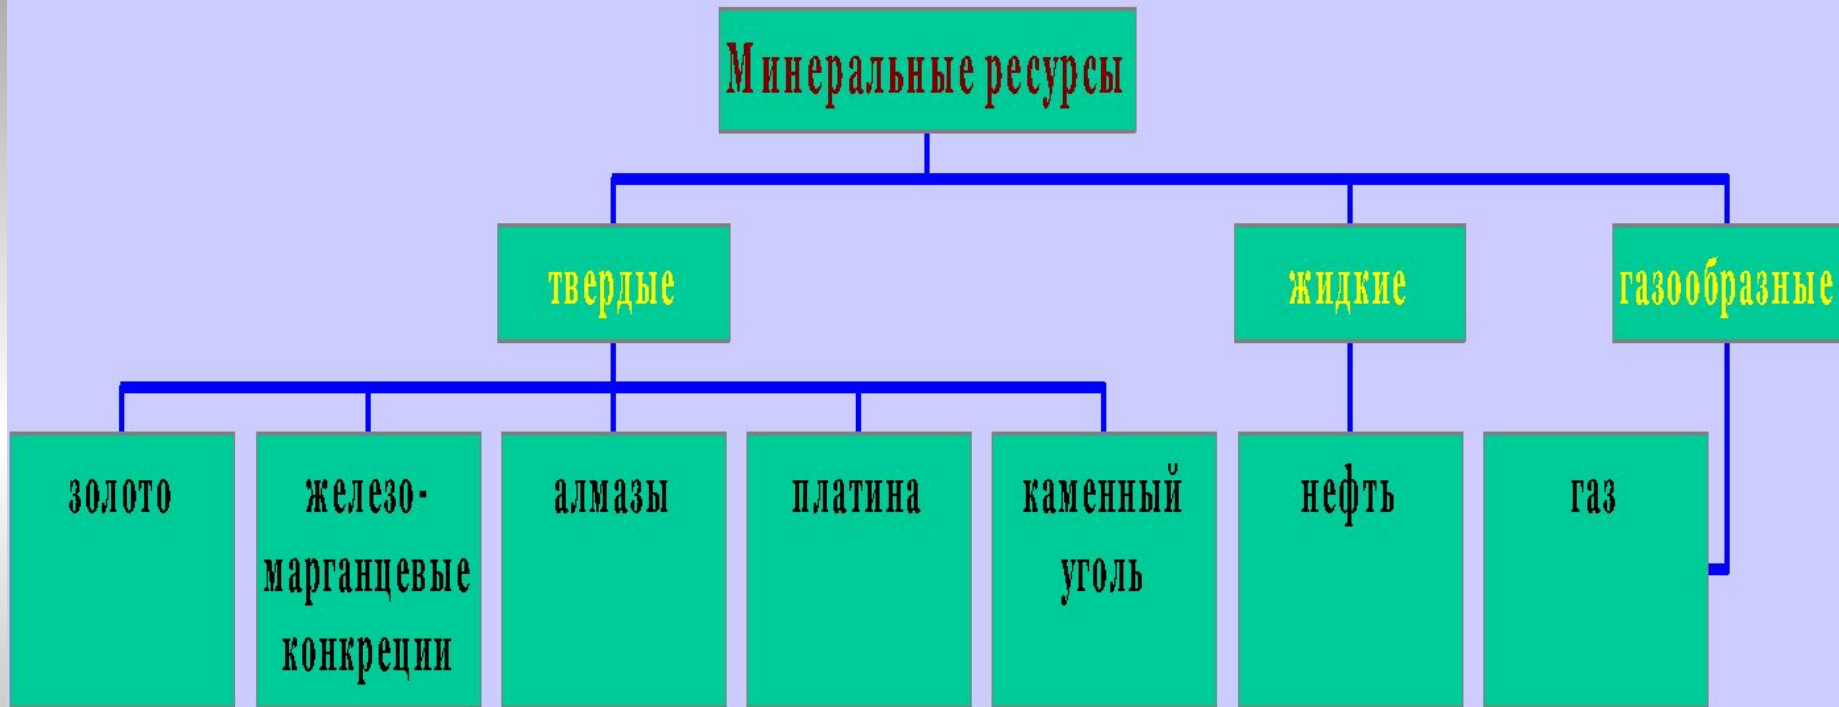 Минеральные ресурсы
твердые
жидкие
газообразные
золото
железо-
марганцевые
конкреции
алмазы
платина
каменный
уголь
нефть
газ